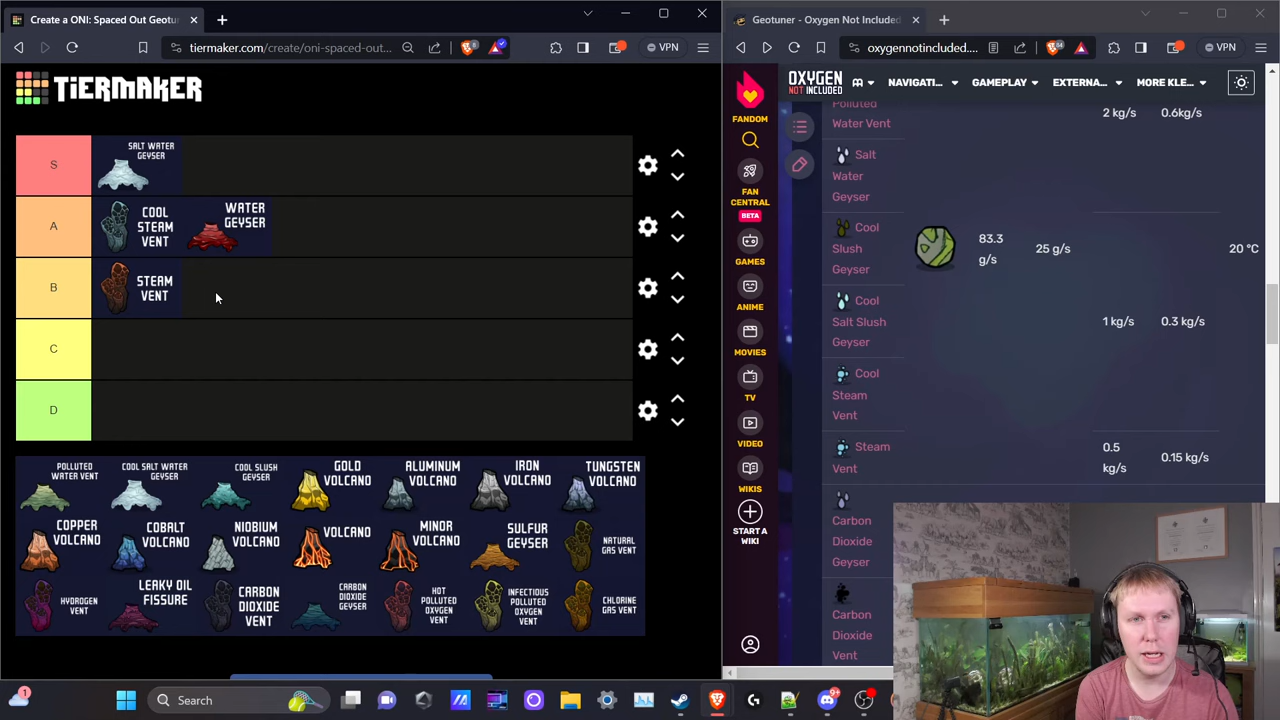 Create a ONI: Spaced Out Geotu
Geotuner - Oxygen Not Included
tiermaker.com/create/oni-spaced-out...
VPN
oxygennotincluded....
VPN
TiERMAKER
S
SALT WATER
GEYSER
A
COOL
STEAM
VENT
WATER
GEYSER
B
STEAM
VENT
C
D
POLLUTED
WATER VENT
COOL SALT WATER
GEYSER
COOL SLUSH
GEYSER
GOLD
VOLCANO
ALUMINUM
VOLCANO
IRON
VOLCANO
TUNGSTEN
VOLCANO
COPPER
VOLCANO
COBALT
VOLCANO
NIOBIUM
VOLCANO
VOLCANO
MINOR
VOLCANO
SULFUR
GEYSER
NATURAL
GAS VENT
HYDROGEN
VENT
LEAKY OIL
FISSURE
CARBON
DIOXIDE
VENT
CARBON
DIOXIDE
GEYSER
HOT
POLLUTED
OXYGEN
VENT
INFECTIOUS
POLLUTED
OXYGEN
VENT
CHLORINE
GAS VENT
FANDOM
FAN
CENTRAL
BETA
GAMES
ANIME
MOVIES
TV
VIDEO
WIKIS
START A
WIKI
OXYGEN
NOT INCLUDED
NAVIGATI...
GAMEPLAY
EXTERNA...
MORE KLE...
Polluted
Water Vent
2 kg/s
0.6kg/s
Salt
Water
Geyser
Cool
Slush
Geyser
83.3
g/s
25 g/s
20 °C
Cool
Salt Slush
Geyser
1 kg/s
0.3 kg/s
Cool
Steam
Vent
Steam
Vent
0.5
kg/s
0.15 kg/s
Carbon
Dioxide
Geyser
Carbon
Dioxide
Vent
1
Search